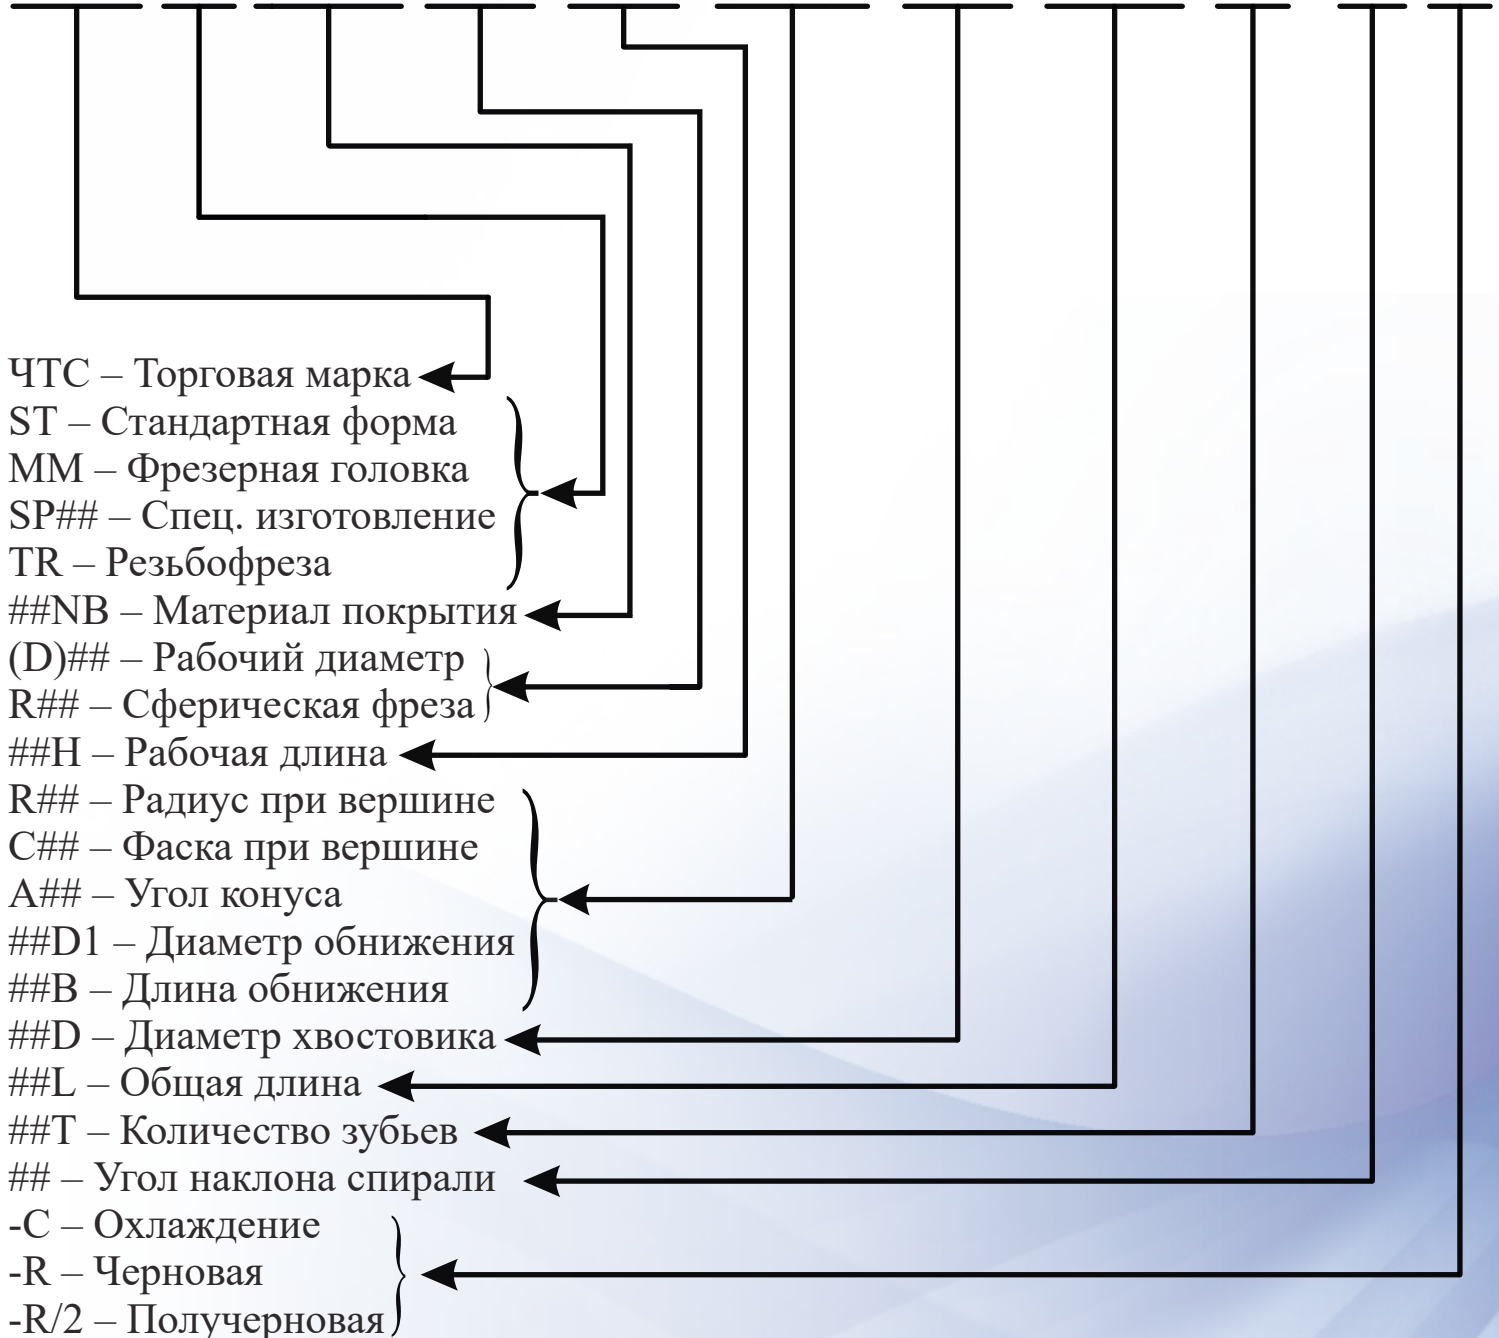 ЧТС – Торговая марка
ST – Стандартная форма
MM – Фрезерная головка
SP## – Спец. изготовление
TR – Резьбофреза
##NB – Материал покрытия
(D)## – Рабочий диаметр
R## – Сферическая фреза
##H – Рабочая длина
R## – Радиус при вершине
C## – Фаска при вершине
A## – Угол конуса
##D1 – Диаметр обнижения
##B – Длина обнижения
##D – Диаметр хвостовика
##L – Общая длина
##T – Количество зубьев
## – Угол наклона спирали
-C – Охлаждение
-R – Черновая
-R/2 – Получерновая